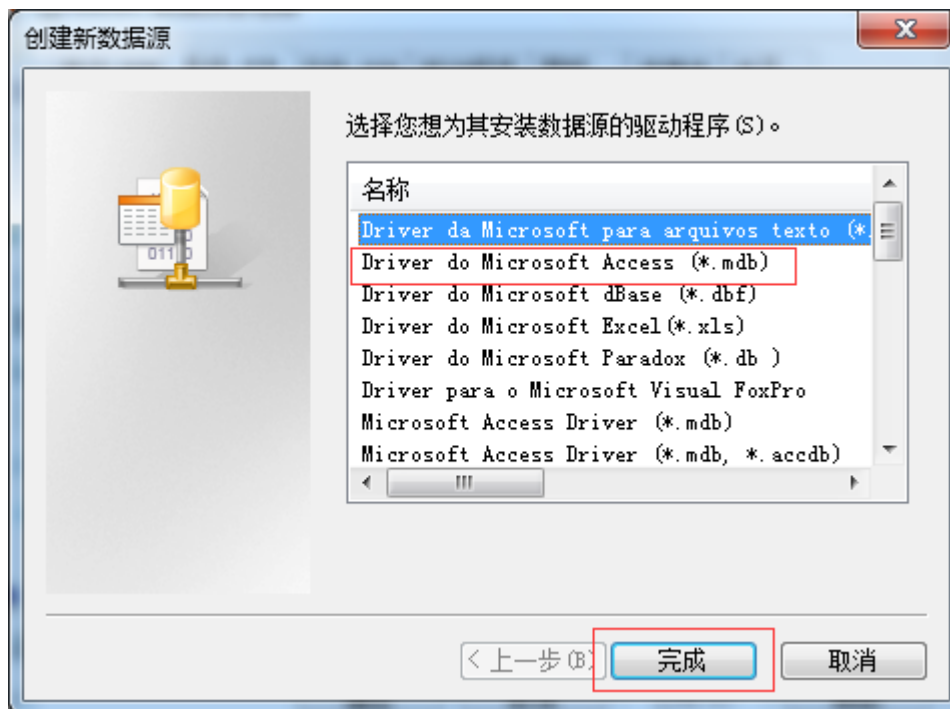 创建新数据源
选择您想为其安装数据源的驱动程序(S)。
名称
Driver da Microsoft para arquivos texto (*.
Driver do Microsoft Access (*.mdb)
Driver do Microsoft dBase (*.dbf)
Driver do Microsoft Excel(*.xls)
Driver do Microsoft Paradox (*.db )
Driver para o Microsoft Visual FoxPro
Microsoft Access Driver (*.mdb)
Microsoft Access Driver (*.mdb, *.accdb)
< 上一步(B)
完成
取消